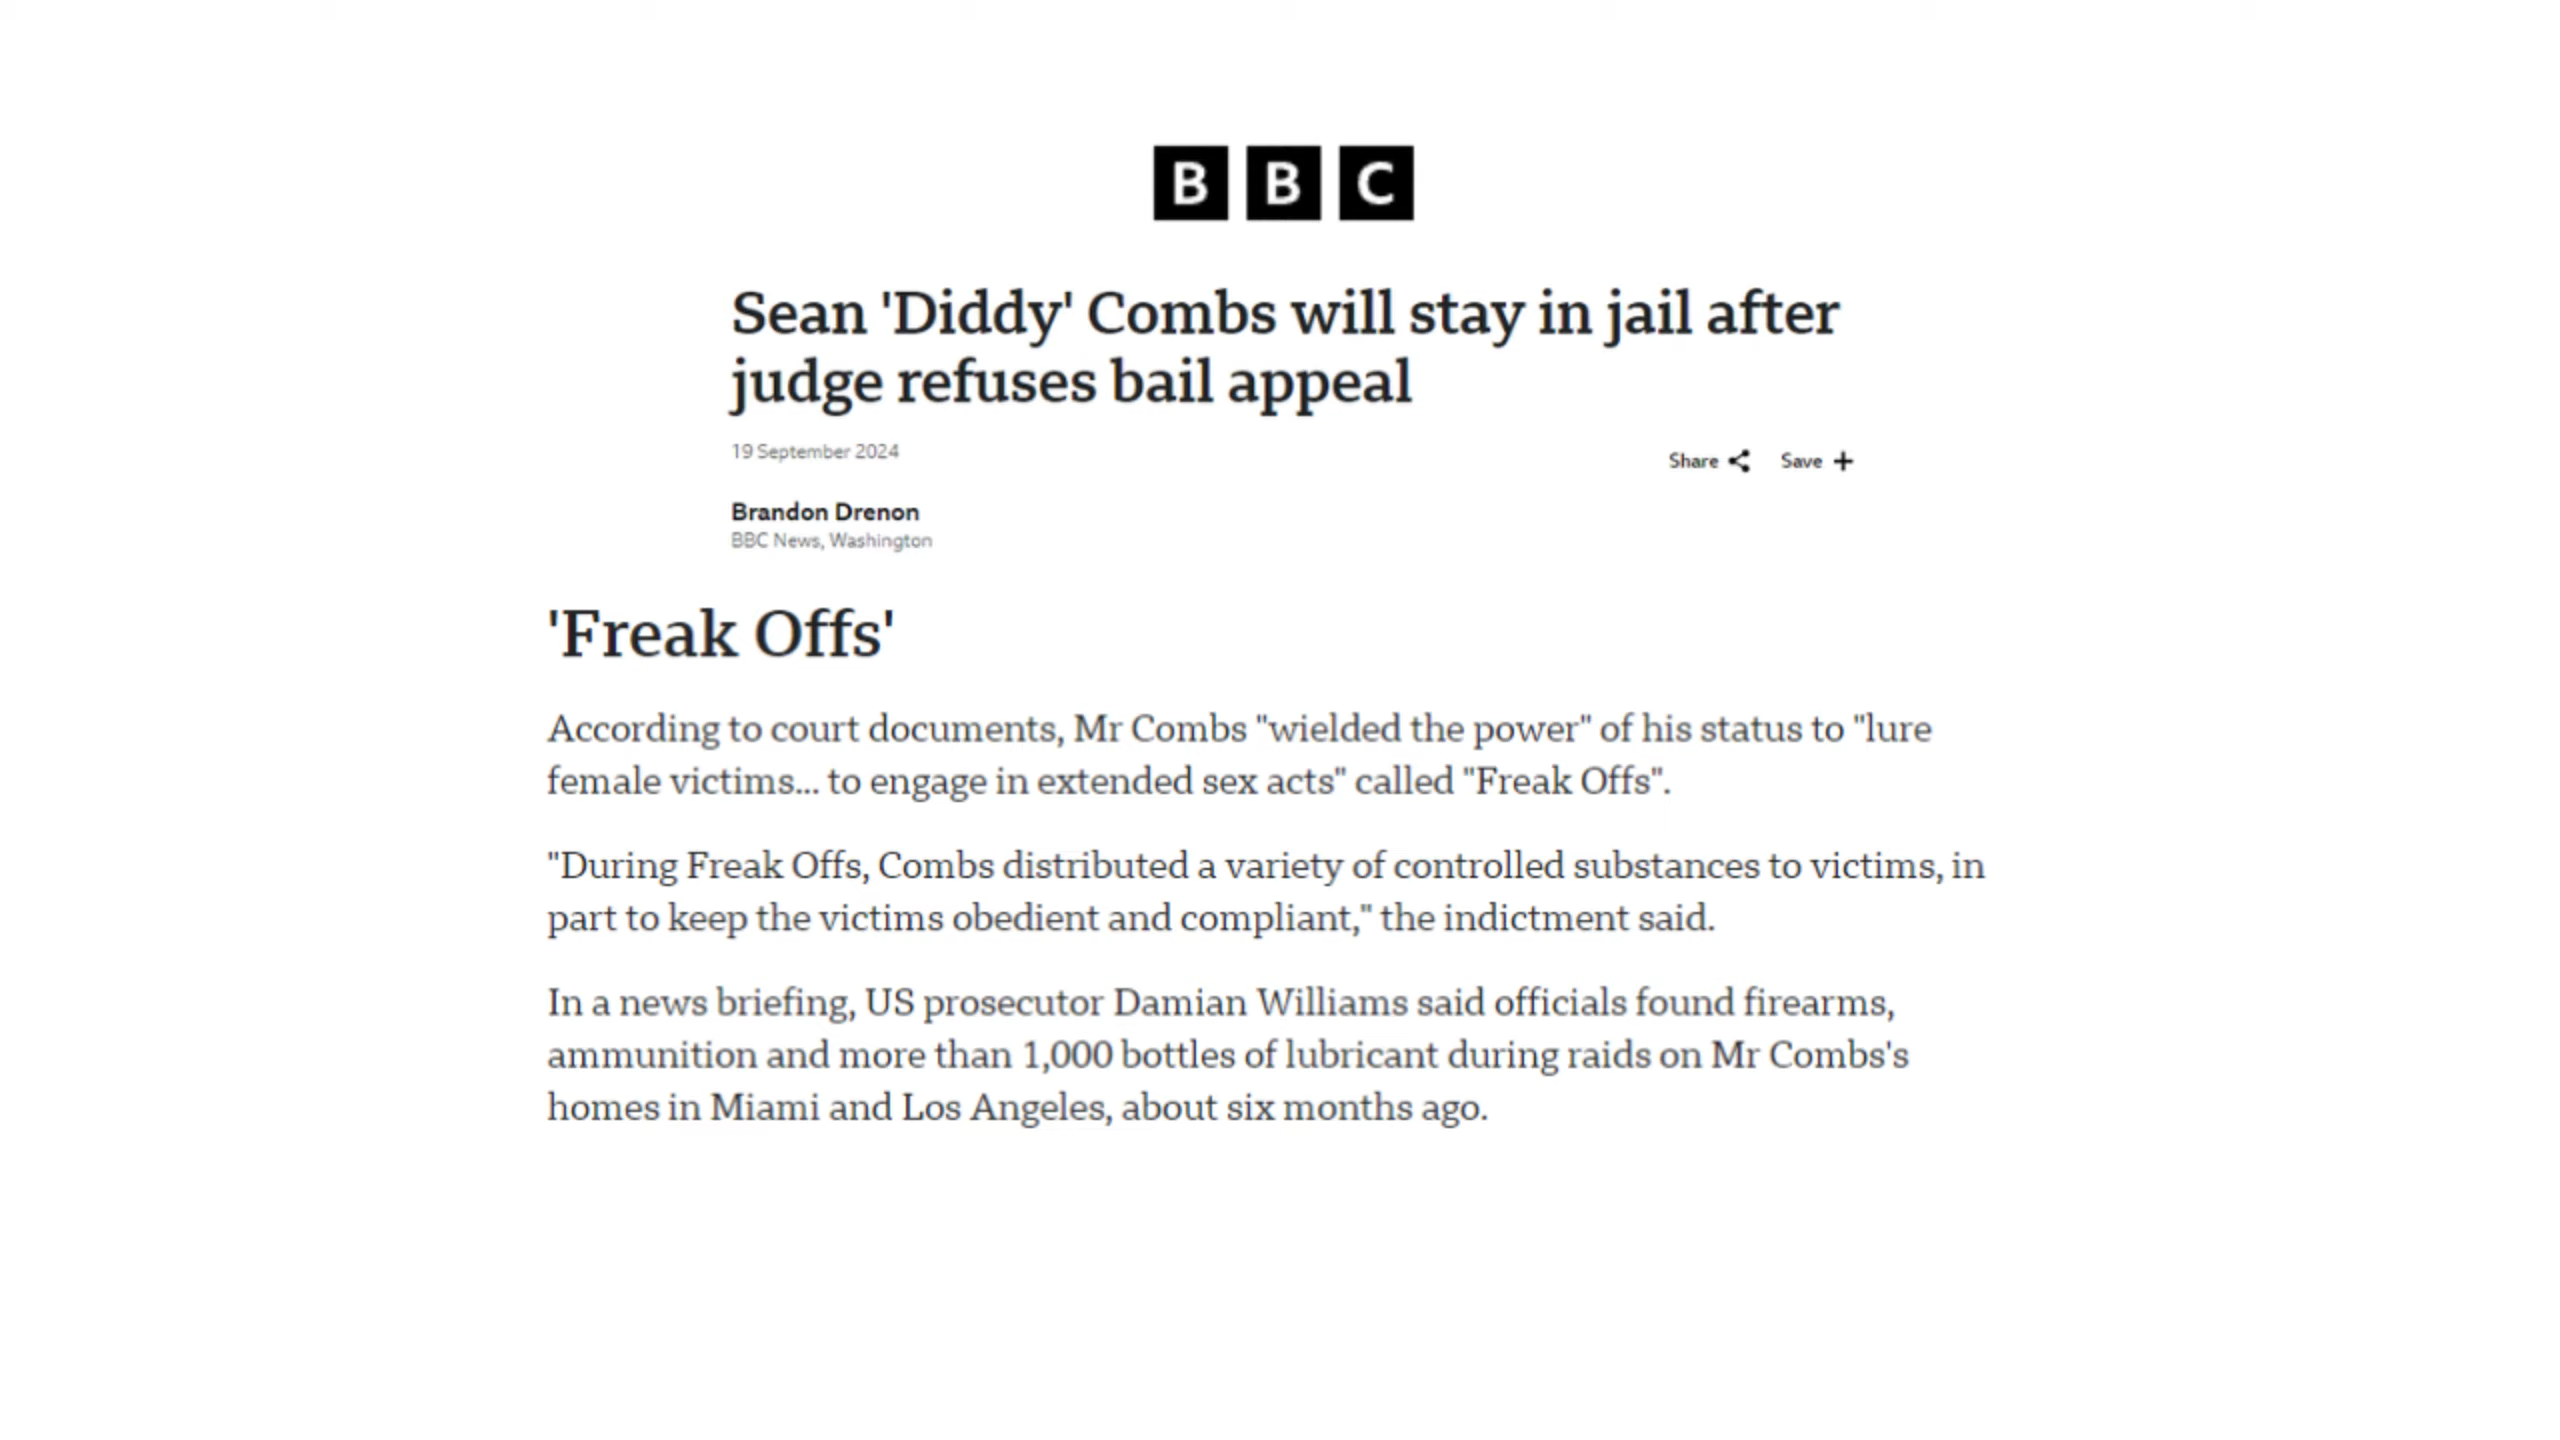 BBC
Sean 'Diddy' Combs will stay in jail after
judge refuses bail appeal
19 September 2024
Share Save
Brandon Drenon
BBC News, Washington
'Freak Offs'
According to court documents, Mr Combs "wielded the power" of his status to "lure
female victims... to engage in extended sex acts" called "Freak Offs".
"During Freak Offs, Combs distributed a variety of controlled substances to victims, in
part to keep the victims obedient and compliant," the indictment said.
In a news briefing, US prosecutor Damian Williams said officials found firearms,
ammunition and more than 1,000 bottles of lubricant during raids on Mr Combs's
homes in Miami and Los Angeles, about six months ago.